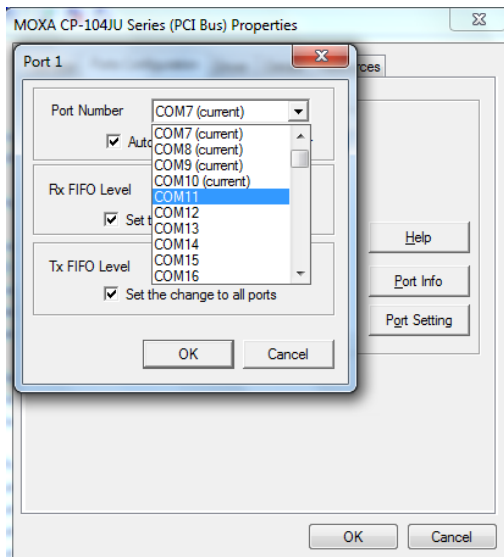 MOXA CP-104JU Series (PCI Bus) Properties
Port 1
Port Number
COM7 (current)
COM7 (current)
COM8 (current)
COM9 (current)
COM10 (current)
COM11
COM12
COM13
COM14
COM15
COM16
Rx FIFO Level
Tx FIFO Level
Set the change to all ports
OK
Cancel
Help
Port Info
Port Setting
OK
Cancel